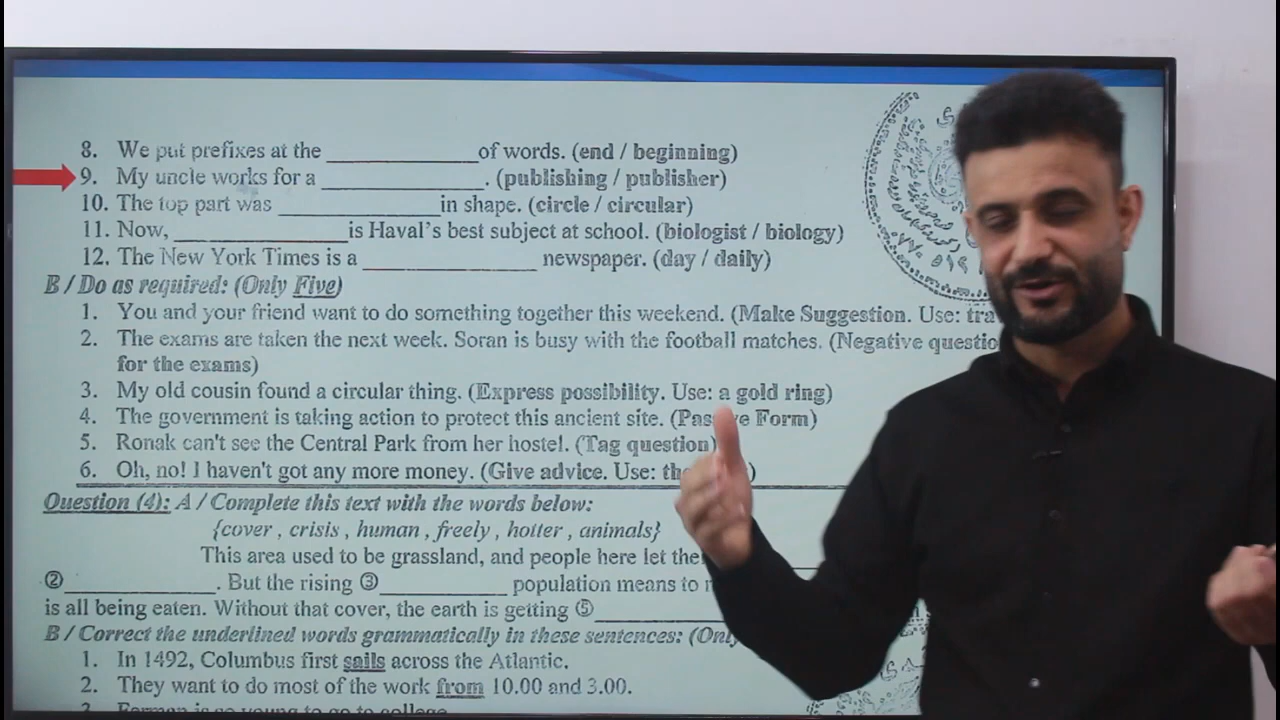 8. We put prefixes at the ____________ of words. (end / beginning)
9. My uncle works for a ____________. (publishing / publisher)
10. The top part was ____________ in shape. (circle / circular)
11. Now, ____________ is Haval's best subject at school. (biologist / biology)
12. The New York Times is a ____________ newspaper. (day / daily)
B / Do as required: (Only Five)
1. You and your friend want to do something together this weekend. (Make Suggestion. Use:
2. The exams are taken the next week. Soran is busy with the football matches. (Negative
for the exams)
3. My old cousin found a circular thing. (Express possibility. Use: a gold ring)
4. The government is taking action to protect this ancient site. ( Form)
5. Ronak can't see the Central Park from her hostel. (Tag question)
6. Oh, no! I haven't got any more money. (Give advice. Use:
Question (4): A / Complete this text with the words below:
{cover , crisis , human , freely , hotter , animals}
This area used to be grassland, and people here let
② ____________. But the rising ③ ____________ population means to
is all being eaten. Without that cover, the earth is getting ⑤ ____________
B / Correct the underlined words grammatically in these sentences:
1. In 1492, Columbus first sails across the Atlantic.
2. They want to do most of the work from 10.00 and 3.00.